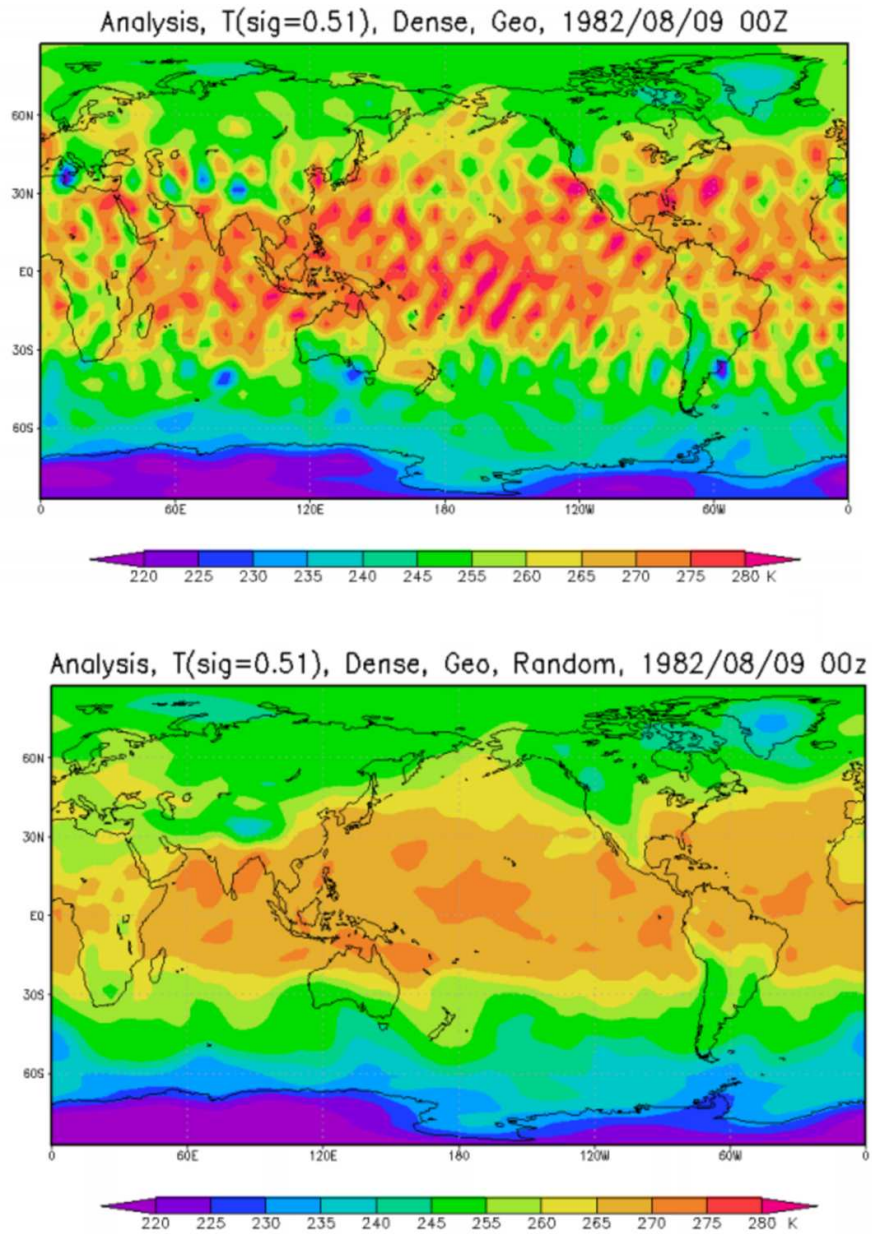 Analysis, T(sig=0.51), Dense, Geo, 1982/08/09 00Z
60N
30N
EQ
30S
60S
0 60E 120E 180 120W 60W 0
220 225 230 235 240 245 255 260 265 270 275 280 K
Analysis, T(sig=0.51), Dense, Geo, Random, 1982/08/09 00z
60N
30N
EQ
30S
60S
0 60E 120E 180 120W 60W 0
220 225 230 235 240 245 255 260 265 270 275 280 K